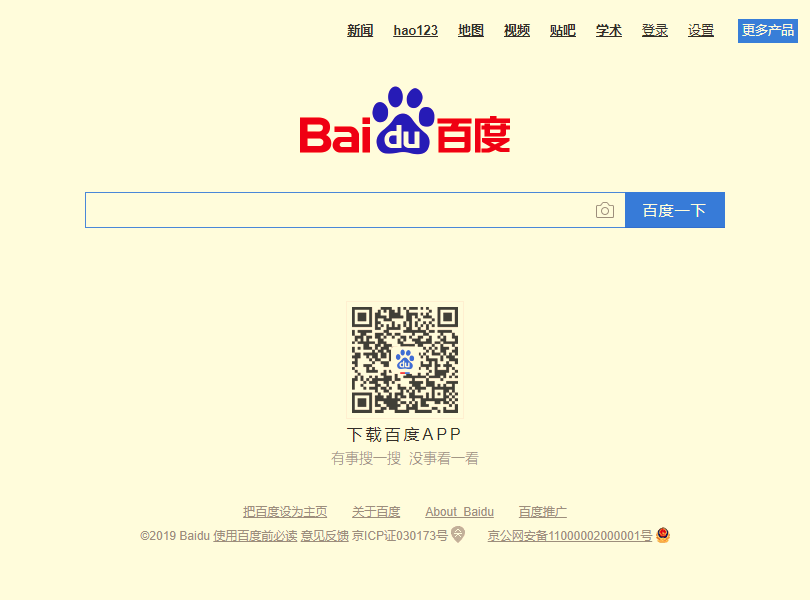 新闻 hao123 地图 视频 贴吧 学术 登录 设置 更多产品
Bai du 百度
百度一下
du
下载百度APP
有事搜一搜 没事看一看
把百度设为主页 关于百度 About Baidu 百度推广
©2019 Baidu 使用百度前必读 意见反馈 京ICP证030173号 京公网安备11000002000001号